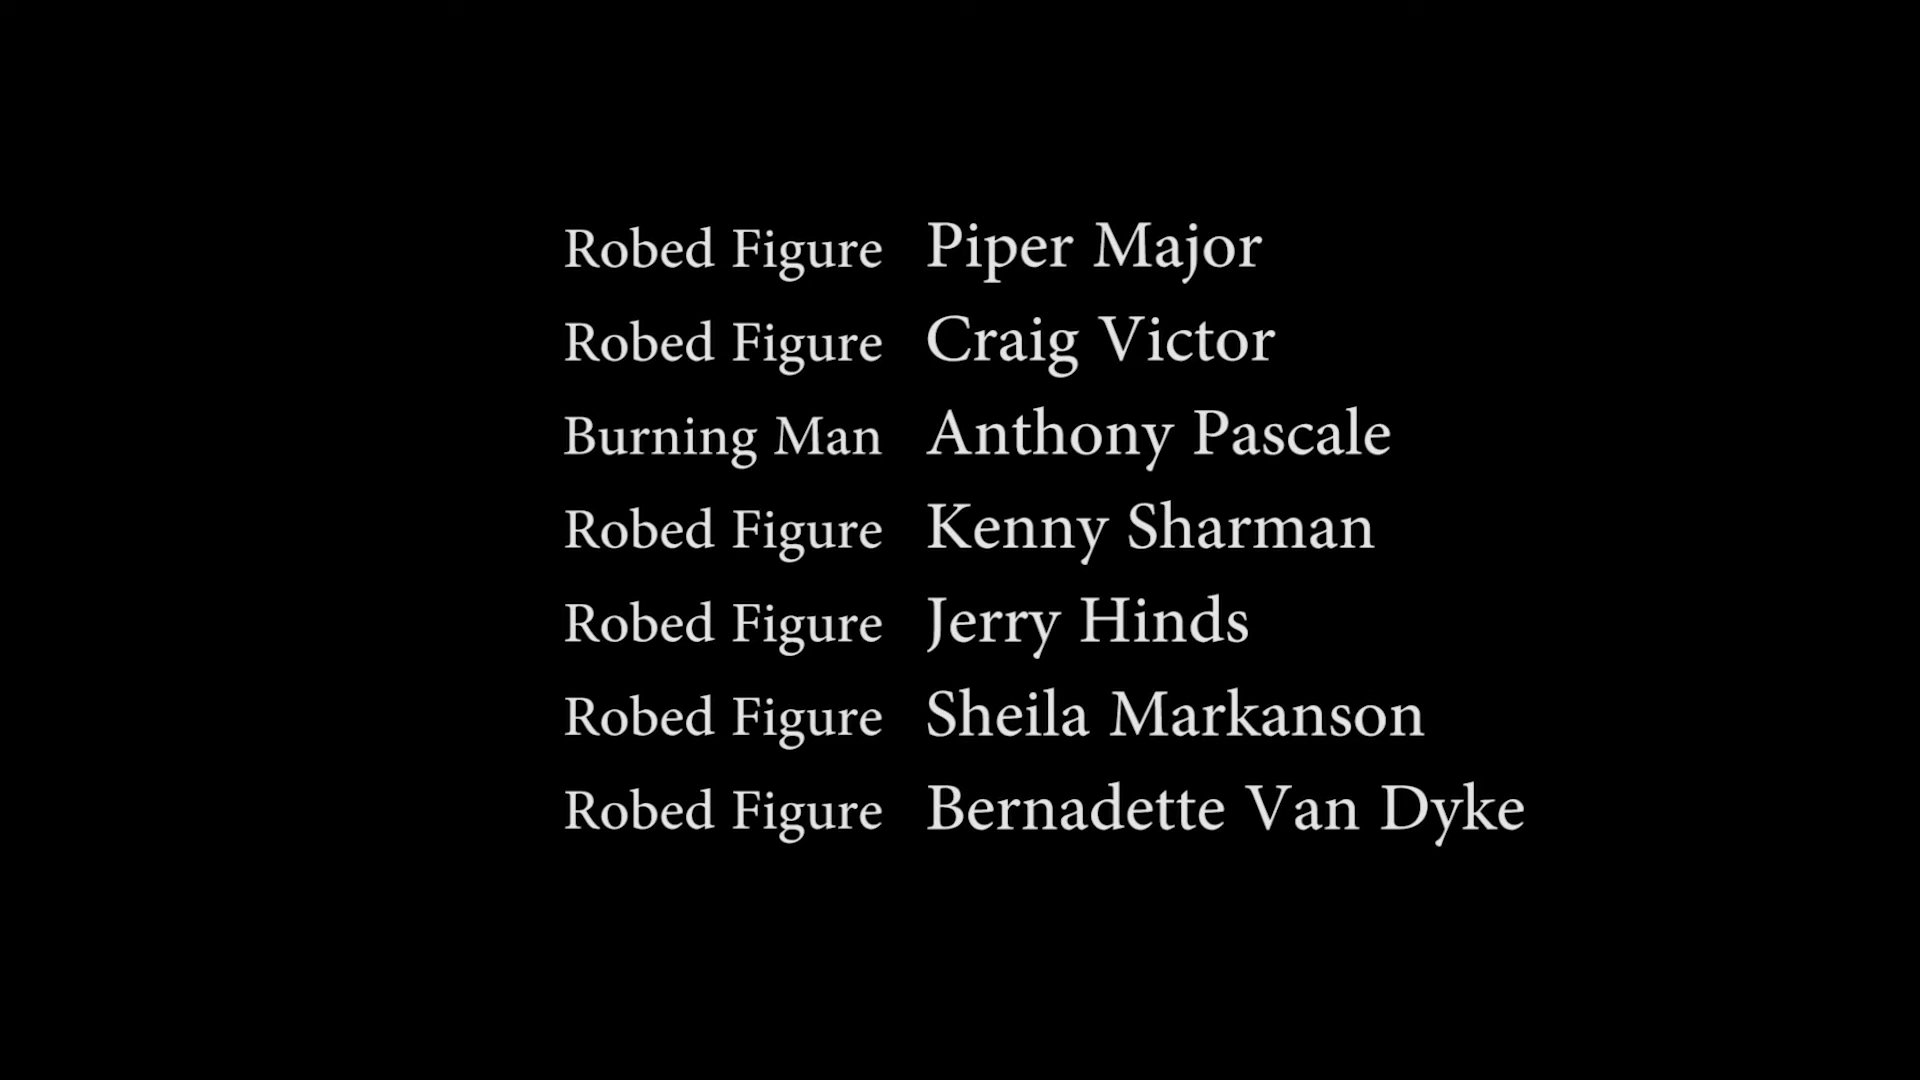 Robed Figure Piper Major
Robed Figure Craig Victor
Burning Man Anthony Pascale
Robed Figure Kenny Sharman
Robed Figure Jerry Hinds
Robed Figure Sheila Markanson
Robed Figure Bernadette Van Dyke